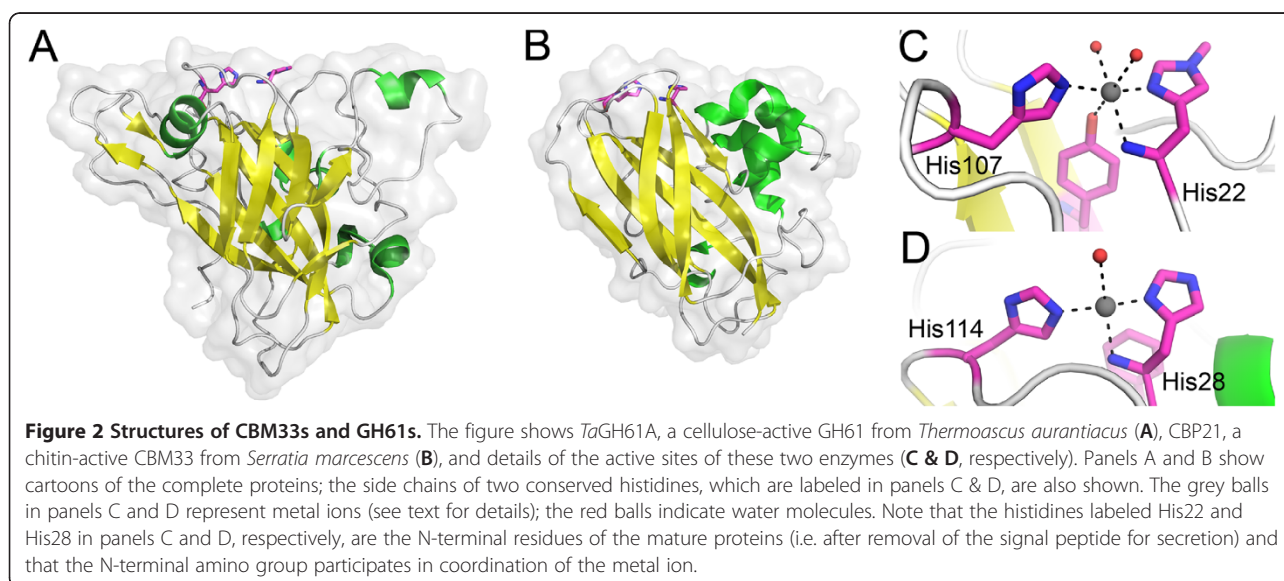 A
B
C
His107
His22
D
His114
His28
Figure 2 Structures of CBM33s and GH61s. The figure shows TaGH61A, a cellulose-active GH61 from Thermoascus aurantiacus (A), CBP21, a
chitin-active CBM33 from Serratia marcescens (B), and details of the active sites of these two enzymes (C & D, respectively). Panels A and B show
cartoons of the complete proteins; the side chains of two conserved histidines, which are labeled in panels C & D, are also shown. The grey balls
in panels C and D represent metal ions (see text for details); the red balls indicate water molecules. Note that the histidines labeled His22 and
His28 in panels C and D, respectively, are the N-terminal residues of the mature proteins (i.e. after removal of the signal peptide for secretion) and
that the N-terminal amino group participates in coordination of the metal ion.